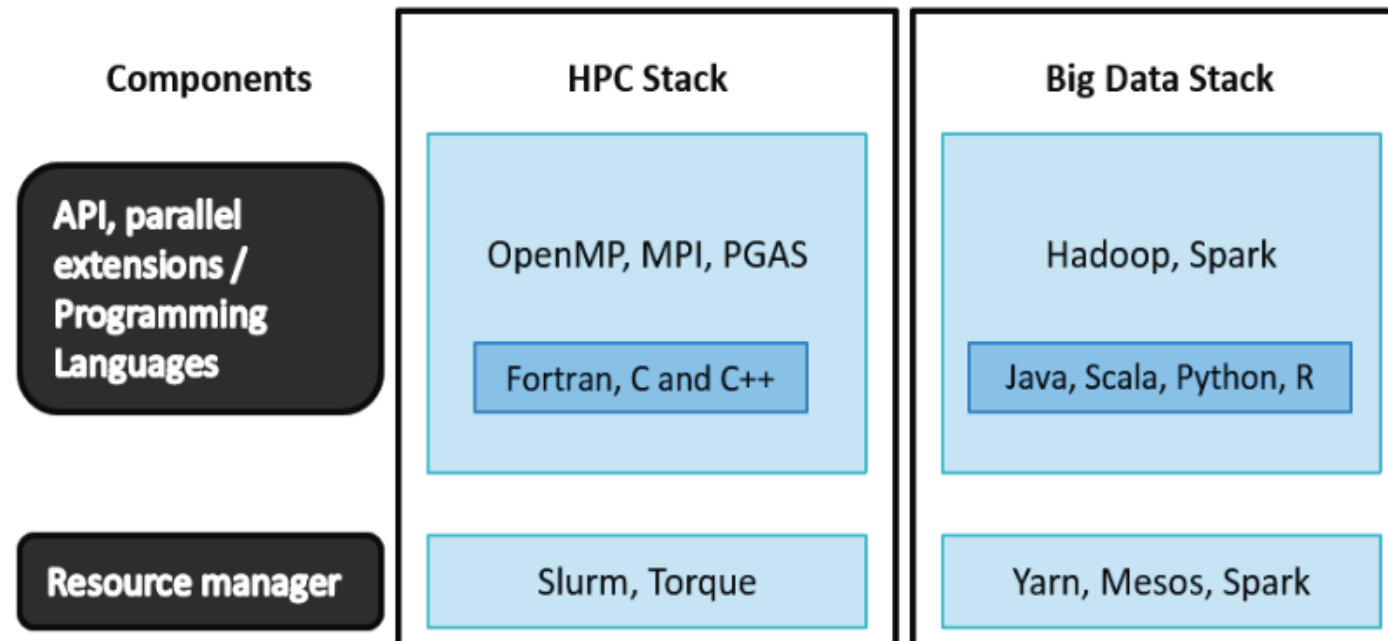 Components
HPC Stack
Big Data Stack
API, parallel
extensions /
Programming
Languages
OpenMP, MPI, PGAS
Fortran, C and C++
Hadoop, Spark
Java, Scala, Python, R
Resource manager
Slurm, Torque
Yarn, Mesos, Spark